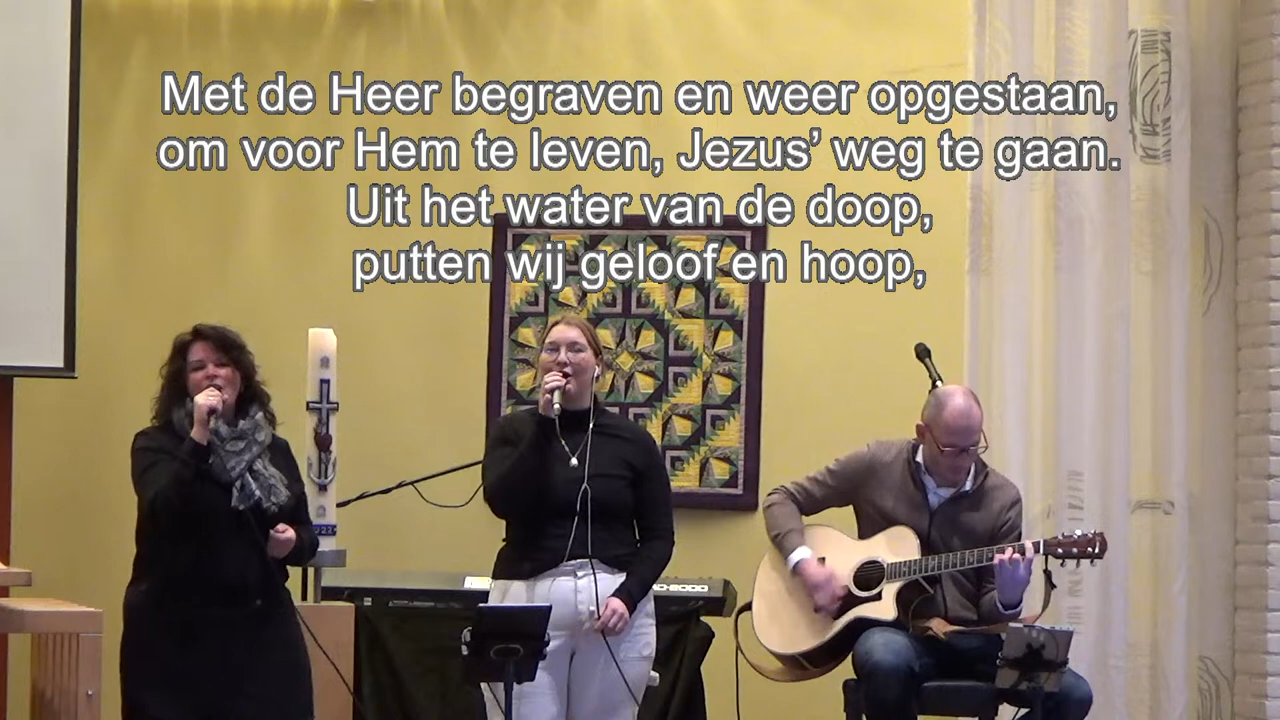 Met de Heer begraven en weer opgestaan,
om voor Hem te leven, Jezus’ weg te gaan.
Uit het water van de doop,
putten wij geloof en hoop,